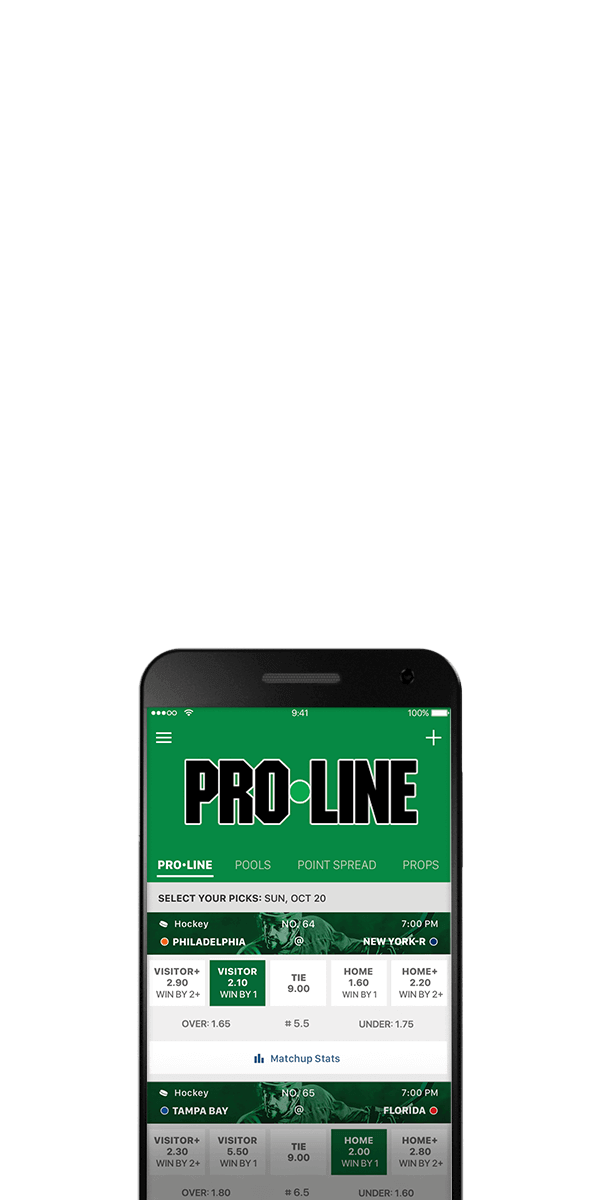 9:41 100%
PRO•LINE
PRO•LINE POOLS POINT SPREAD PROPS
SELECT YOUR PICKS: SUN, OCT 20
Hockey NO. 64 7:00 PM
PHILADELPHIA @ NEW YORK-R
VISITOR+ VISITOR TIE HOME HOME+
2.90 2.10 9.00 1.60 2.20
WIN BY 2+ WIN BY 1 WIN BY 1 WIN BY 2+
OVER: 1.65 # 5.5 UNDER: 1.75
Matchup Stats
Hockey NO. 65 7:00 PM
TAMPA BAY @ FLORIDA
VISITOR+ VISITOR TIE HOME HOME+
2.30 5.50 9.00 2.00 2.80
WIN BY 2+ WIN BY 1 WIN BY 1 WIN BY 2+
OVER: 1.80 # 6.5 UNDER: 1.60